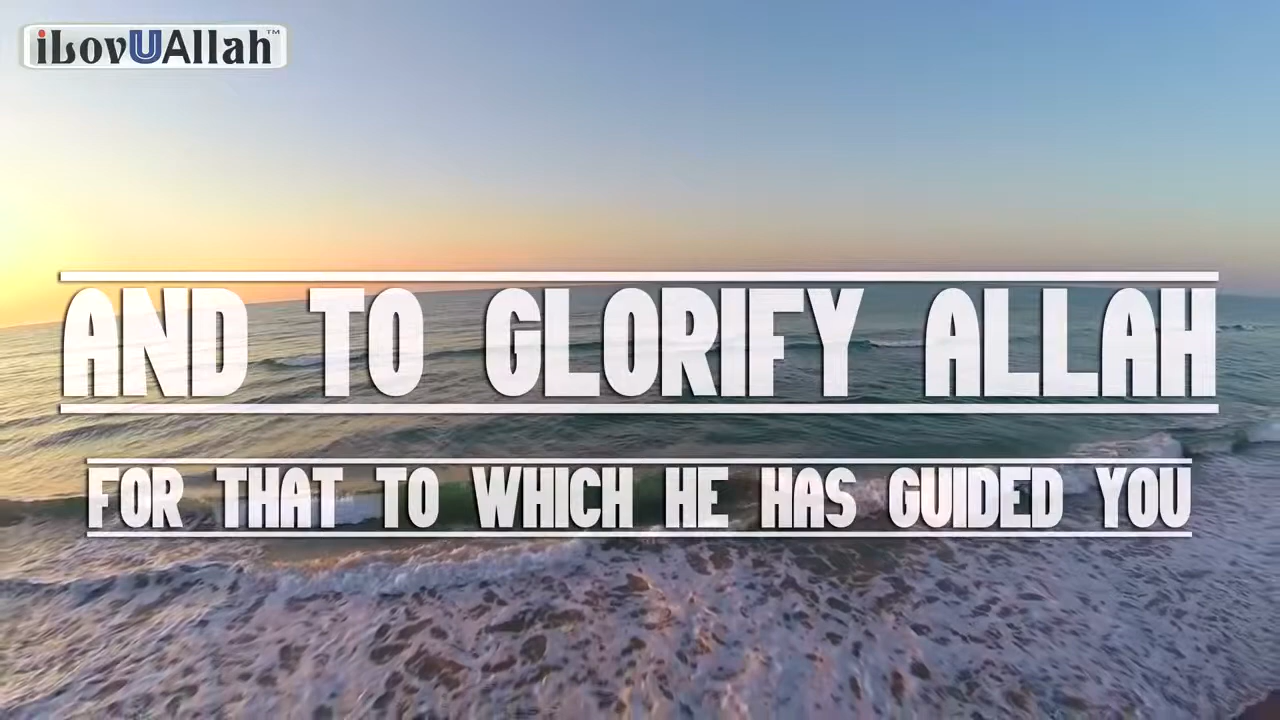 iLovUAllah™
AND TO GLORIFY ALLAH
FOR THAT TO WHICH HE HAS GUIDED YOU